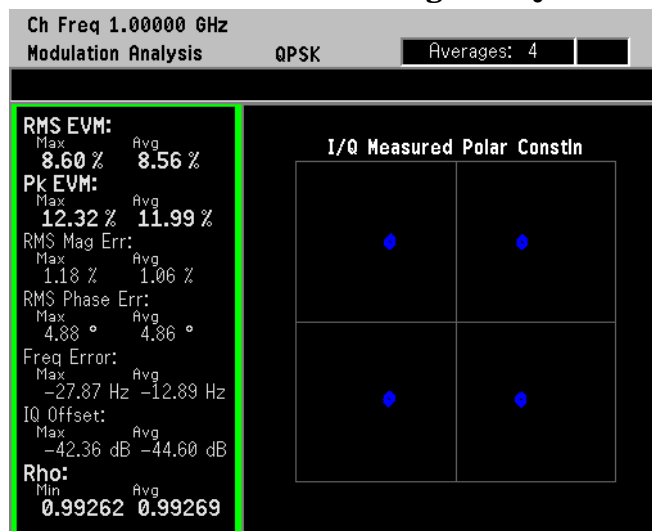 Ch Freq 1.00000 GHz
Modulation Analysis QPSK Averages: 4
RMS EVM:
Max Avg
8.60 % 8.56 %
Pk EVM:
Max Avg
12.32 % 11.99 %
RMS Mag Err:
Max Avg
1.18 % 1.06 %
RMS Phase Err:
Max Avg
4.88 ° 4.86 °
Freq Error:
Max Avg
-27.87 Hz -12.89 Hz
IQ Offset:
Max Avg
-42.36 dB -44.60 dB
Rho:
Min Avg
0.99262 0.99269
I/Q Measured Polar Constln